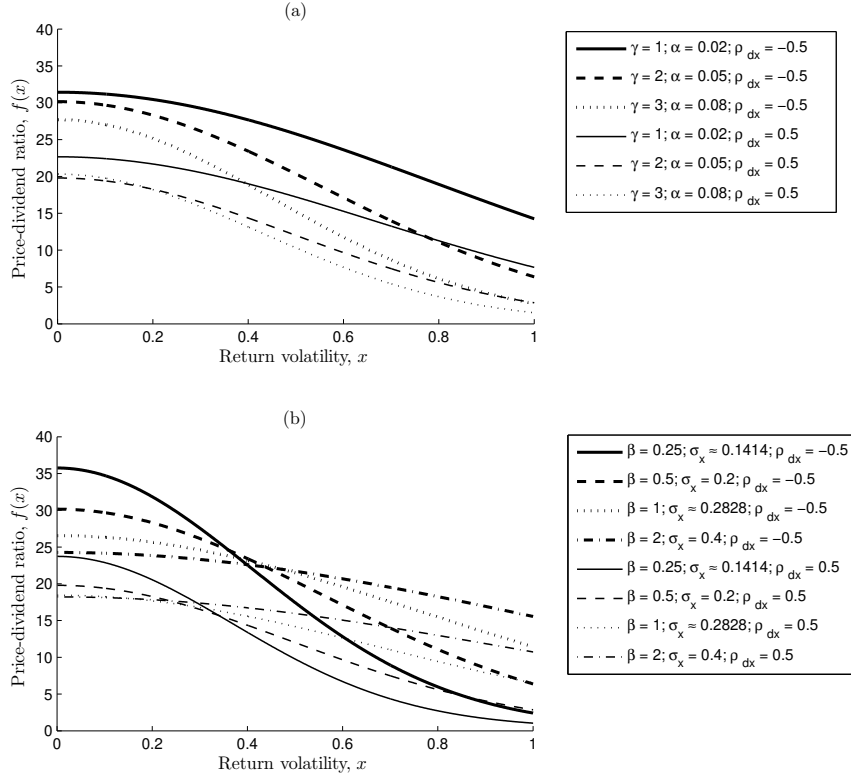 (a)
40
35
30
25
20
15
10
5
0
Price-dividend ratio, f(x)
0 0.2 0.4 0.6 0.8 1
Return volatility, x
γ = 1; α = 0.02; ρ dx = −0.5
γ = 2; α = 0.05; ρ dx = −0.5
γ = 3; α = 0.08; ρ dx = −0.5
γ = 1; α = 0.02; ρ dx = 0.5
γ = 2; α = 0.05; ρ dx = 0.5
γ = 3; α = 0.08; ρ dx = 0.5
(b)
40
35
30
25
20
15
10
5
0
Price-dividend ratio, f(x)
0 0.2 0.4 0.6 0.8 1
Return volatility, x
β = 0.25; σx ≈ 0.1414; ρ dx = −0.5
β = 0.5; σx = 0.2; ρ dx = −0.5
β = 1; σx ≈ 0.2828; ρ dx = −0.5
β = 2; σx = 0.4; ρ dx = −0.5
β = 0.25; σx ≈ 0.1414; ρ dx = 0.5
β = 0.5; σx = 0.2; ρ dx = 0.5
β = 1; σx ≈ 0.2828; ρ dx = 0.5
β = 2; σx = 0.4; ρ dx = 0.5